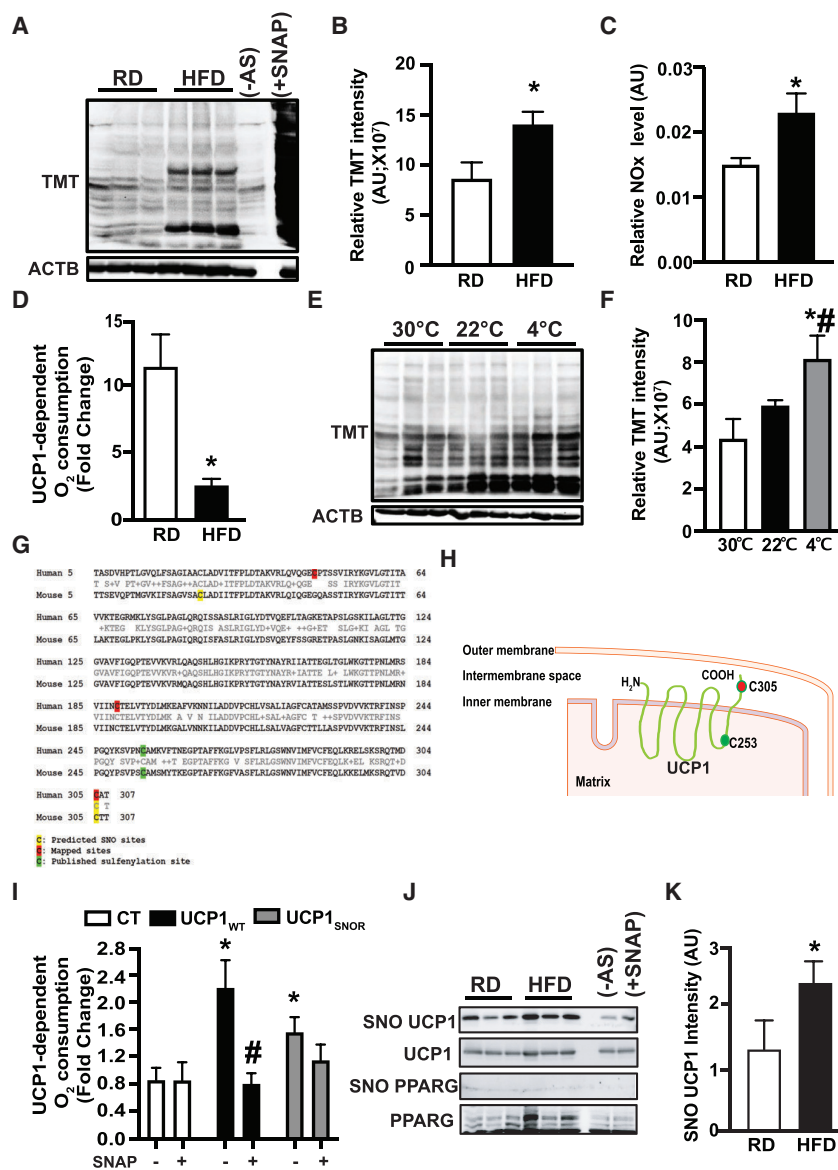 A
RD HFD (-AS) (+SNAP)
TMT
ACTB
B
Relative TMT intensity
(AU;X10⁷)
20
15
10
5
0
*
RD HFD
C
Relative NOx level (AU)
0.03
0.02
0.01
0.00
*
RD HFD
D
UCP1-dependent
O₂ consumption
(Fold Change)
15
10
5
0
*
RD HFD
E
30°C 22°C 4°C
TMT
ACTB
F
Relative TMT intensity
(AU;X10⁷)
10
8
6
4
2
0
*#
30℃ 22℃ 4℃
G
Human 5 TASDVHPTLGVQLFSAGIAACLADVITFPLDTAKVRLQVQGE PTSSVIRYKGVLGTITA 64
Mouse 5 TTSEVQPTMGVKIFSAGVSACLADIITFPLDTAKVRLQIQGEGQASSTIRYKGVLGTITT 64
Human 65 VVKTEGRMKLYSGLPAGLQRQISSASLRIGLYDTVQEFLTAGKETAPSLGSKILAGLTTG 124
Mouse 65 LAKTEGLPKLYSGLPAGIQRQISFASLRIGLYDSVQEYFSSGRETPASLGNKISAGLMTG 124
Human 125 GVAVFIGQPTEVVKVRLQAQSHLHGIKPRYTGTYNAYRIIATTEGLTGLWKGTTPNLMRS 184
Mouse 125 GVAVFIGQPTEVVKVRMQAQSHLHGIKPRYTGTYNAYRVIATTESLSTLWKGTTPNLMRN 184
Human 185 VIINCTELVTYDLMKEAFVKNNILADDVPCHLVSALIAGFCATAMSSPVDVVKTRFINSP 244
Mouse 185 VIINCTELVTYDLMKGALVNNKILADDVPCHLLSALVAGFCTTLLASPVDVVKTRFINSL 244
Human 245 PGQYKSVPNCAMKVFTNEGPTAFFKGLVPSFLRLGSWNVIMFVCFEQLKRELSKSRQTMD 304
Mouse 245 PGQYPSVPSCAMSMYTKEGPTAFFKGFVASFLRLGSWNVIMFVCFEQLKKELMKSRQTVD 304
Human 305 CAT 307
C T
Mouse 305 CTT 307
C: Predicted SNO sites
C: Mapped sites
C: Published sulfenylation site
H
Outer membrane
Intermembrane space
Inner membrane
H₂N
COOH
C305
C253
UCP1
Matrix
I
CT UCP1WT UCP1SNOR
UCP1-dependent
O₂ consumption
(Fold Change)
2.8
2.4
2.0
1.6
1.2
0.8
0.4
0.0
* # *
SNAP - + - + - +
J
RD HFD (-AS) (+SNAP)
SNO UCP1
UCP1
SNO PPARG
PPARG
K
SNO UCP1 Intensity (AU)
3
2
1
0
*
RD HFD